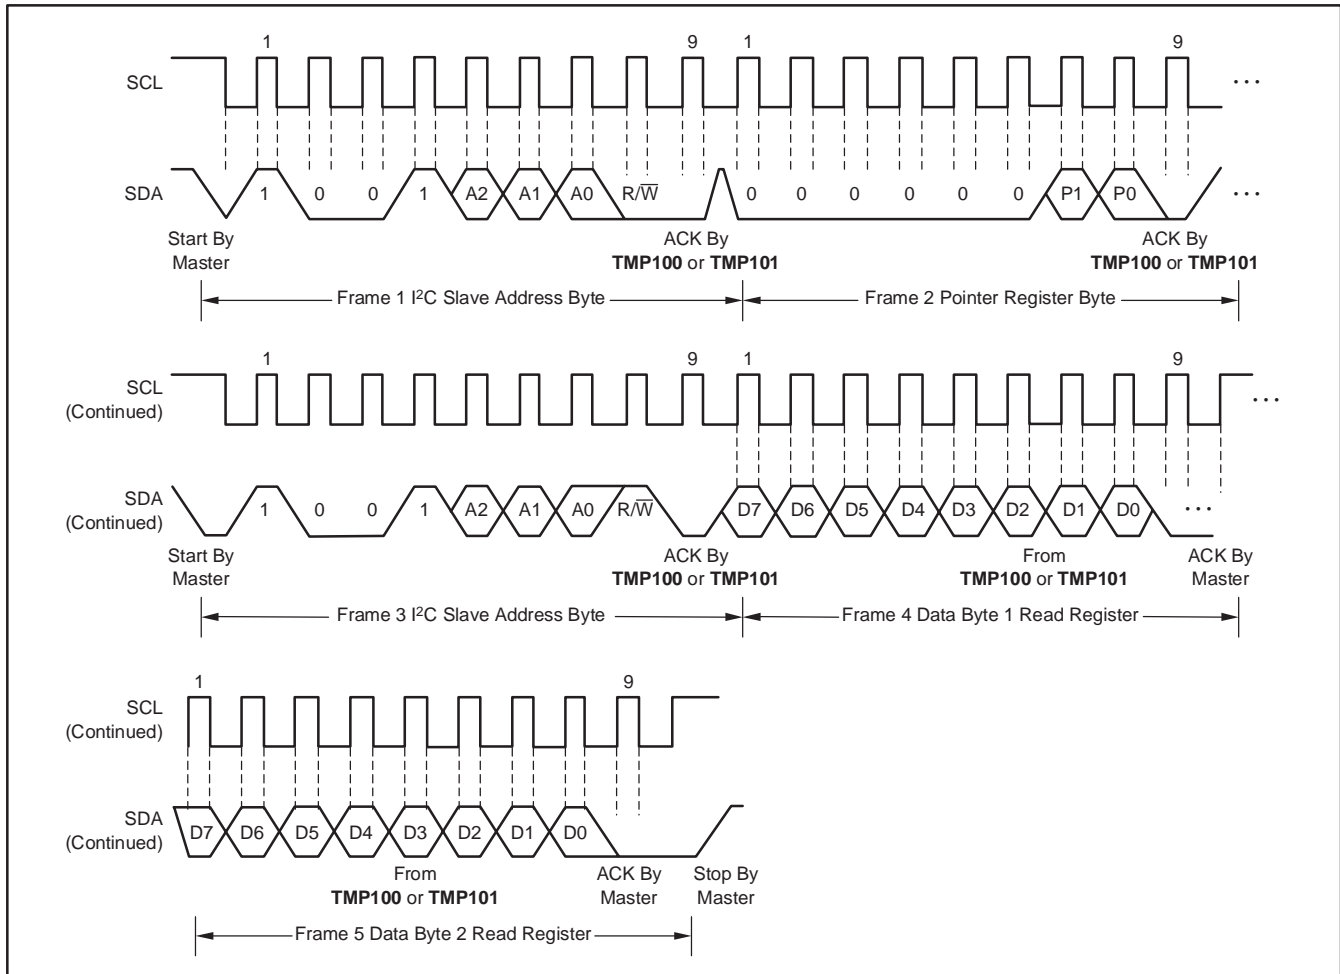 1 9 1 9
SCL ...
SDA 1 0 0 1 A2 A1 A0 R/W̅ 0 0 0 0 0 0 P1 P0 ...
Start By ACK By ACK By
Master TMP100 or TMP101 TMP100 or TMP101
Frame 1 I²C Slave Address Byte Frame 2 Pointer Register Byte
1 9 1 9
SCL
(Continued) ...
SDA
(Continued) 1 0 0 1 A2 A1 A0 R/W̅ D7 D6 D5 D4 D3 D2 D1 D0 ...
Start By ACK By From ACK By
Master TMP100 or TMP101 TMP100 or TMP101 Master
Frame 3 I²C Slave Address Byte Frame 4 Data Byte 1 Read Register
1 9
SCL
(Continued)
SDA
(Continued) D7 D6 D5 D4 D3 D2 D1 D0
From ACK By Stop By
TMP100 or TMP101 Master Master
Frame 5 Data Byte 2 Read Register